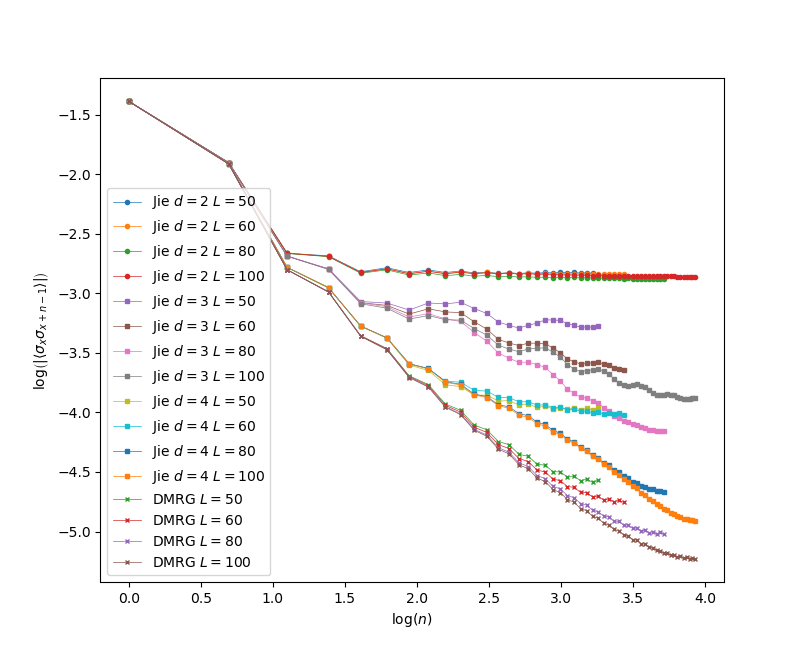 log(|⟨σₓσₓ₊ₙ₋₁⟩|)
−1.5
−2.0
−2.5
−3.0
−3.5
−4.0
−4.5
−5.0
Jie d = 2 L = 50
Jie d = 2 L = 60
Jie d = 2 L = 80
Jie d = 2 L = 100
Jie d = 3 L = 50
Jie d = 3 L = 60
Jie d = 3 L = 80
Jie d = 3 L = 100
Jie d = 4 L = 50
Jie d = 4 L = 60
Jie d = 4 L = 80
Jie d = 4 L = 100
DMRG L = 50
DMRG L = 60
DMRG L = 80
DMRG L = 100
0.0 0.5 1.0 1.5 2.0 2.5 3.0 3.5 4.0
log(n)